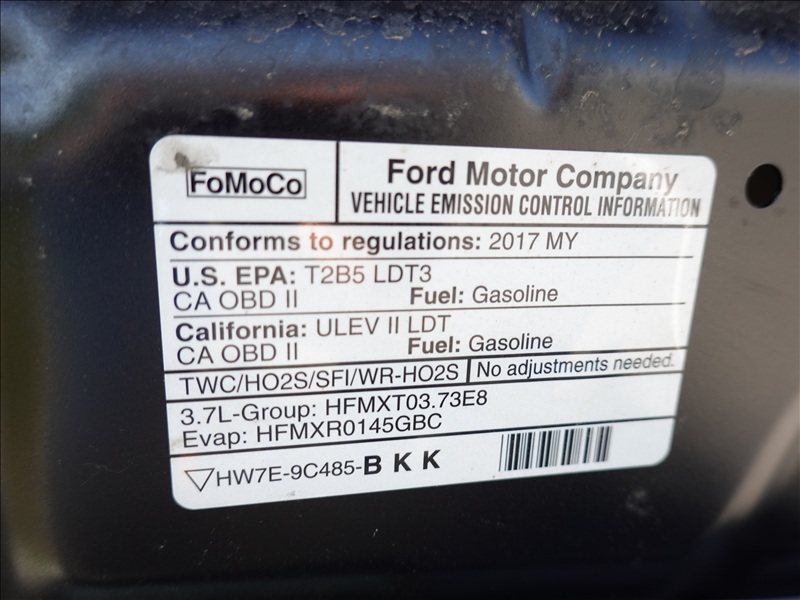 FoMoCo
Ford Motor Company
VEHICLE EMISSION CONTROL INFORMATION
Conforms to regulations: 2017 MY
U.S. EPA: T2B5 LDT3
CA OBD II Fuel: Gasoline
California: ULEV II LDT
CA OBD II Fuel: Gasoline
TWC/HO2S/SFI/WR-HO2S No adjustments needed.
3.7L-Group: HFMXT03.73E8
Evap: HFMXR0145GBC
HW7E-9C485-BKK